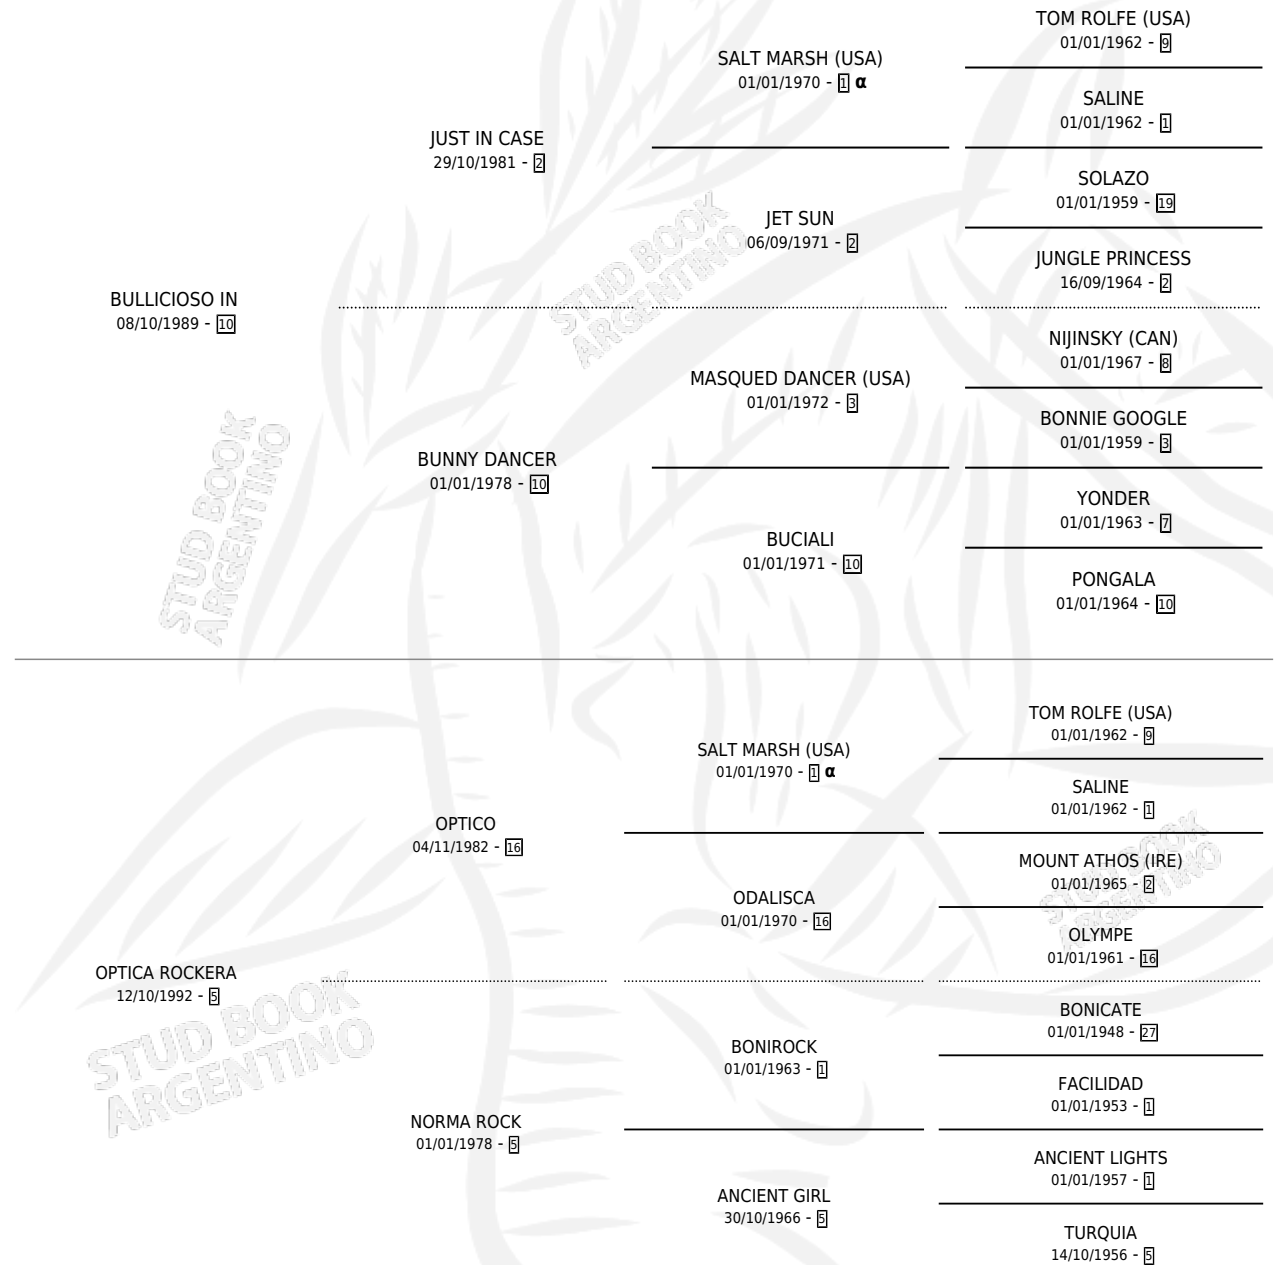 TOM ROLFE (USA)
01/01/1962 - 9
SALT MARSH (USA)
01/01/1970 - 1 α
SALINE
01/01/1962 - 1
JUST IN CASE
29/10/1981 - 2
SOLAZO
01/01/1959 - 19
JET SUN
06/09/1971 - 2
JUNGLE PRINCESS
16/09/1964 - 2
BULLICIOSO IN
08/10/1989 - 10
NIJINSKY (CAN)
01/01/1967 - 8
MASQUED DANCER (USA)
01/01/1972 - 3
BONNIE GOOGLE
01/01/1959 - 3
BUNNY DANCER
01/01/1978 - 10
YONDER
01/01/1963 - 7
BUCIALI
01/01/1971 - 10
PONGALA
01/01/1964 - 10
TOM ROLFE (USA)
01/01/1962 - 9
SALT MARSH (USA)
01/01/1970 - 1 α
SALINE
01/01/1962 - 1
OPTICO
04/11/1982 - 16
MOUNT ATHOS (IRE)
01/01/1965 - 2
ODALISCA
01/01/1970 - 16
OLYMPE
01/01/1961 - 16
OPTICA ROCKERA
12/10/1992 - 5
BONICATE
01/01/1948 - 27
BONIROCK
01/01/1963 - 1
FACILIDAD
01/01/1953 - 1
NORMA ROCK
01/01/1978 - 5
ANCIENT LIGHTS
01/01/1957 - 1
ANCIENT GIRL
30/10/1966 - 5
TURQUIA
14/10/1956 - 5
STUD BOOK
ARGENTINO
STUD BOOK
ARGENTINO
STUD BOOK
ARGENTINO
STUD BOOK
ARGENTINO